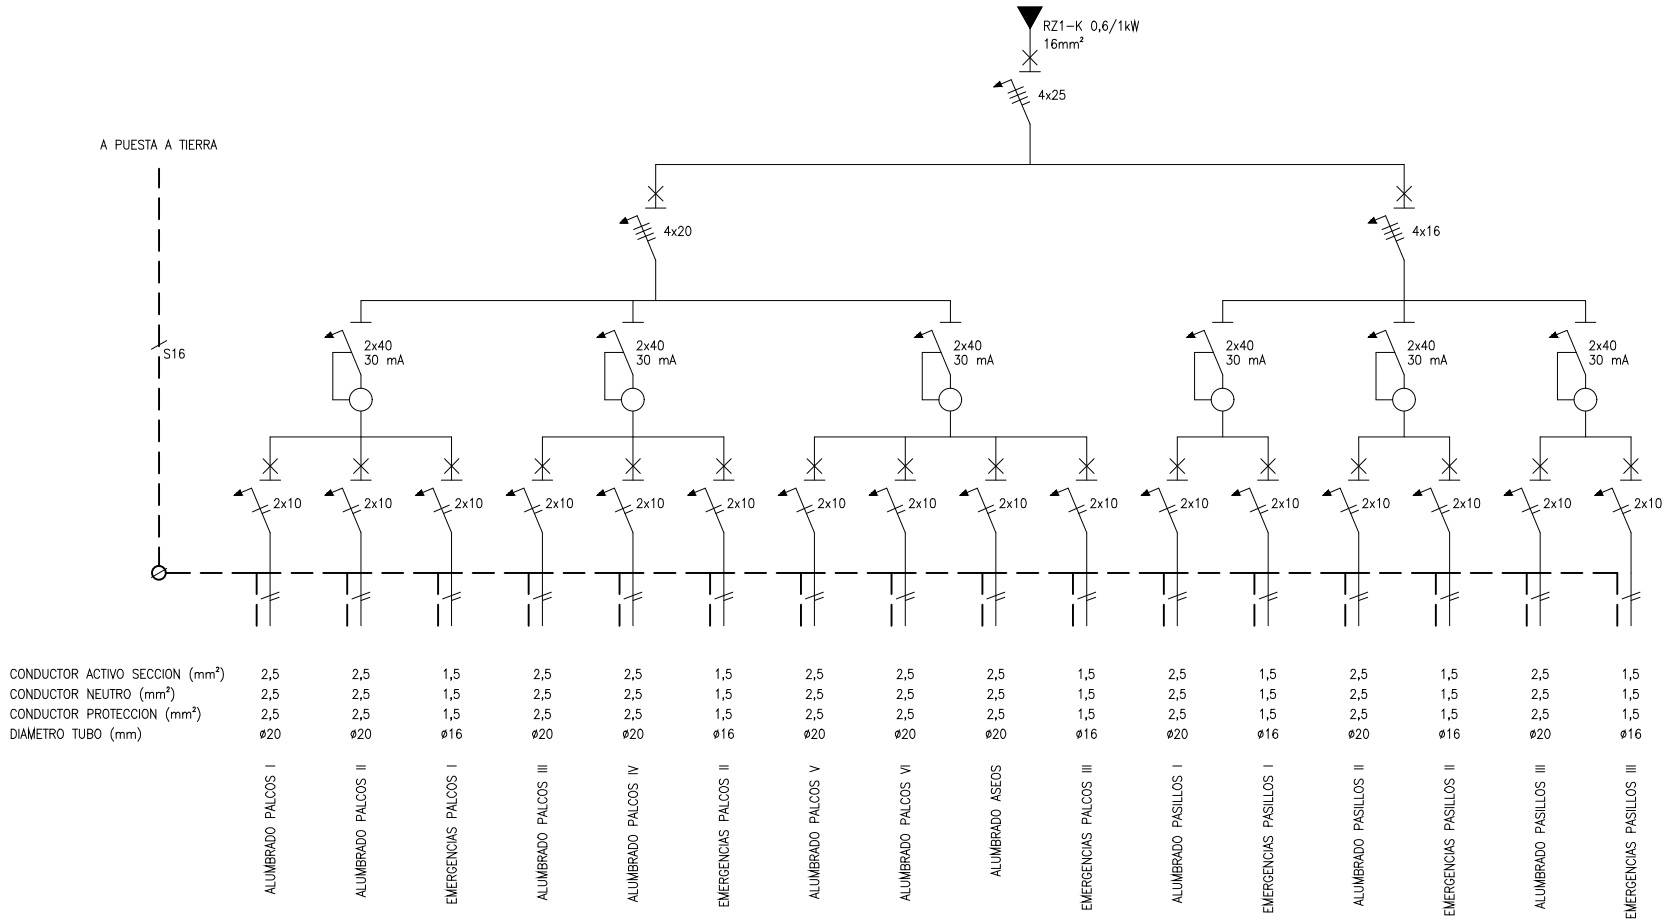 RZ1-K 0,6/1kW
16mm²
4x25
A PUESTA A TIERRA
4x20
4x16
S16
2x40
30 mA
2x40
30 mA
2x40
30 mA
2x40
30 mA
2x40
30 mA
2x40
30 mA
2x10 2x10 2x10 2x10 2x10 2x10 2x10 2x10 2x10 2x10 2x10 2x10 2x10 2x10 2x10 2x10
CONDUCTOR ACTIVO SECCION (mm²) 2,5 2,5 1,5 2,5 2,5 1,5 2,5 2,5 2,5 1,5 2,5 1,5 2,5 1,5 2,5 1,5
CONDUCTOR NEUTRO (mm²) 2,5 2,5 1,5 2,5 2,5 1,5 2,5 2,5 2,5 1,5 2,5 1,5 2,5 1,5 2,5 1,5
CONDUCTOR PROTECCION (mm²) 2,5 2,5 1,5 2,5 2,5 1,5 2,5 2,5 2,5 1,5 2,5 1,5 2,5 1,5 2,5 1,5
DIAMETRO TUBO (mm) ø20 ø20 ø16 ø20 ø20 ø16 ø20 ø20 ø20 ø16 ø20 ø16 ø20 ø16 ø20 ø16
ALUMBRADO PALCOS I
ALUMBRADO PALCOS II
EMERGENCIAS PALCOS I
ALUMBRADO PALCOS III
ALUMBRADO PALCOS IV
EMERGENCIAS PALCOS II
ALUMBRADO PALCOS V
ALUMBRADO PALCOS VI
ALUMBRADO ASEOS
EMERGENCIAS PALCOS III
ALUMBRADO PASILLOS I
EMERGENCIAS PASILLOS I
ALUMBRADO PASILLOS II
EMERGENCIAS PASILLOS II
ALUMBRADO PASILLOS III
EMERGENCIAS PASILLOS III